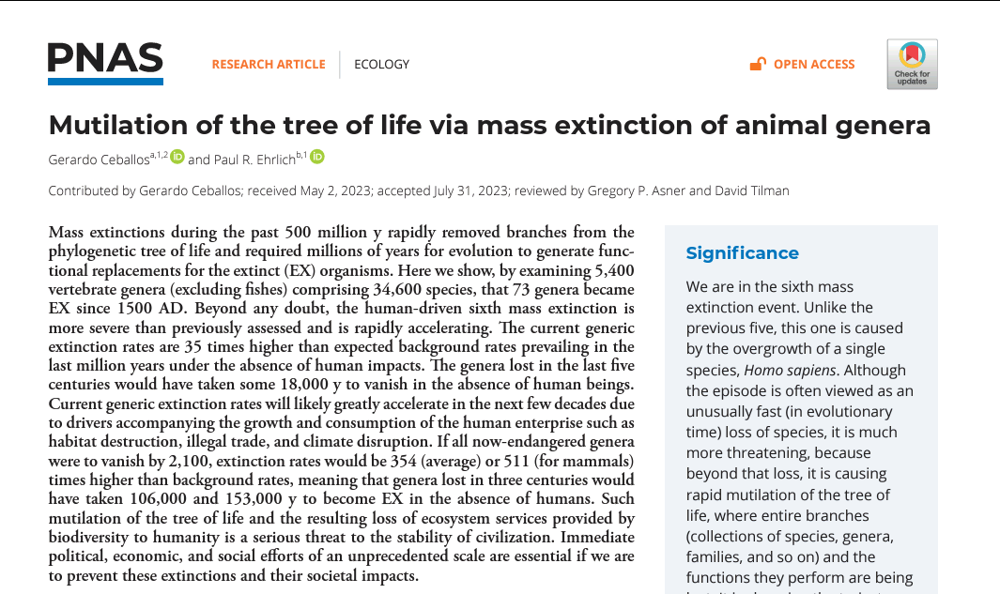 PNAS
RESEARCH ARTICLE
ECOLOGY
OPEN ACCESS
Check for
updates
Mutilation of the tree of life via mass extinction of animal genera
Gerardo Ceballosa,1,2 iD and Paul R. Ehrlichb,1 iD
Contributed by Gerardo Ceballos; received May 2, 2023; accepted July 31, 2023; reviewed by Gregory P. Asner and David Tilman
Mass extinctions during the past 500 million y rapidly removed branches from the
phylogenetic tree of life and required millions of years for evolution to generate func-
tional replacements for the extinct (EX) organisms. Here we show, by examining 5,400
vertebrate genera (excluding fishes) comprising 34,600 species, that 73 genera became
EX since 1500 AD. Beyond any doubt, the human-driven sixth mass extinction is
more severe than previously assessed and is rapidly accelerating. The current generic
extinction rates are 35 times higher than expected background rates prevailing in the
last million years under the absence of human impacts. The genera lost in the last five
centuries would have taken some 18,000 y to vanish in the absence of human beings.
Current generic extinction rates will likely greatly accelerate in the next few decades due
to drivers accompanying the growth and consumption of the human enterprise such as
habitat destruction, illegal trade, and climate disruption. If all now-endangered genera
were to vanish by 2,100, extinction rates would be 354 (average) or 511 (for mammals)
times higher than background rates, meaning that genera lost in three centuries would
have taken 106,000 and 153,000 y to become EX in the absence of humans. Such
mutilation of the tree of life and the resulting loss of ecosystem services provided by
biodiversity to humanity is a serious threat to the stability of civilization. Immediate
political, economic, and social efforts of an unprecedented scale are essential if we are
to prevent these extinctions and their societal impacts.
Significance
We are in the sixth mass
extinction event. Unlike the
previous five, this one is caused
by the overgrowth of a single
species, Homo sapiens. Although
the episode is often viewed as an
unusually fast (in evolutionary
time) loss of species, it is much
more threatening, because
beyond that loss, it is causing
rapid mutilation of the tree of
life, where entire branches
(collections of species, genera,
families, and so on) and the
functions they perform are being